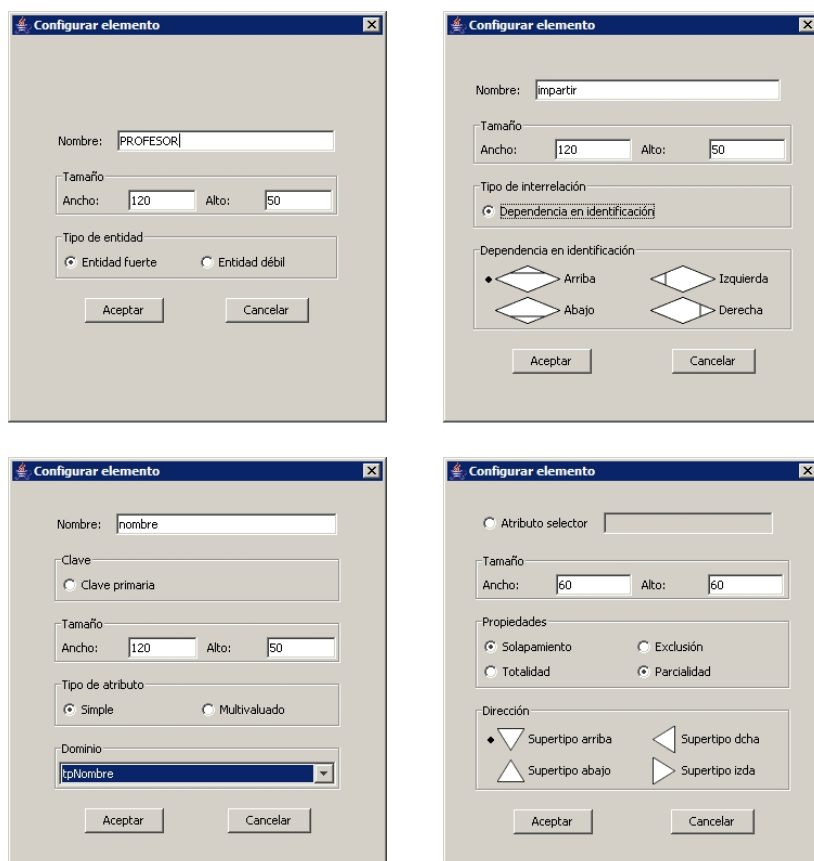 Configurar elemento
Nombre: PROFESOR
Tamaño
Ancho: 120 Alto: 50
Tipo de entidad
Entidad fuerte Entidad débil
Aceptar Cancelar
Configurar elemento
Nombre: impartir
Tamaño
Ancho: 120 Alto: 50
Tipo de interrelación
Dependencia en identificación
Dependencia en identificación
Arriba Izquierda
Abajo Derecha
Aceptar Cancelar
Configurar elemento
Nombre: nombre
Clave
Clave primaria
Tamaño
Ancho: 120 Alto: 50
Tipo de atributo
Simple Multivaluado
Dominio
tpNombre
Aceptar Cancelar
Configurar elemento
Atributo selector
Tamaño
Ancho: 60 Alto: 60
Propiedades
Solapamiento Exclusión
Totalidad Parcialidad
Dirección
Supertipo arriba Supertipo dcha
Supertipo abajo Supertipo izda
Aceptar Cancelar